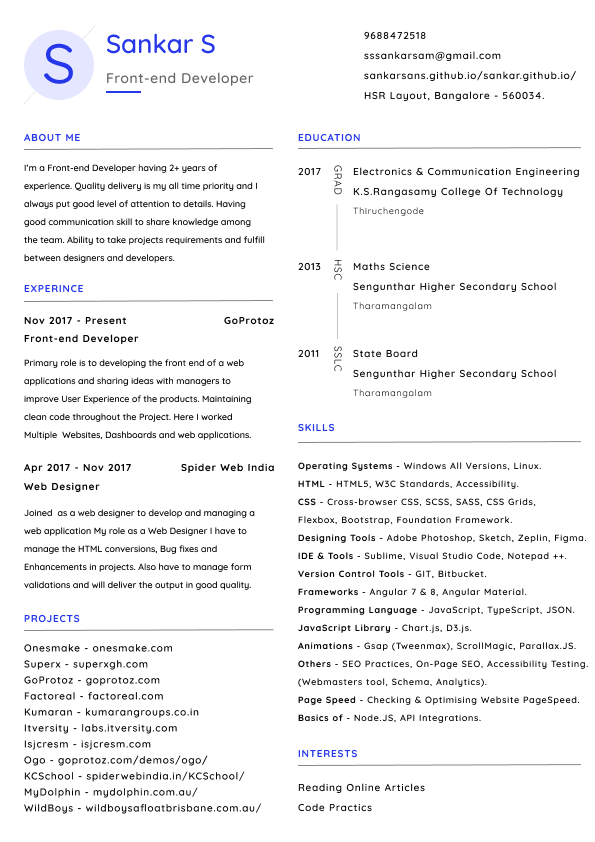 S
Sankar S
Front-end Developer
9688472518
sssankarsam@gmail.com
sankarsans.github.io/sankar.github.io/
HSR Layout, Bangalore - 560034.
ABOUT ME
I'm a Front-end Developer having 2+ years of
experience. Quality delivery is my all time priority and I
always put good level of attention to details. Having
good communication skill to share knowledge among
the team. Ability to take projects requirements and fulfill
between designers and developers.
EXPERINCE
Nov 2017 - Present GoProtoz
Front-end Developer
Primary role is to developing the front end of a web
applications and sharing ideas with managers to
improve User Experience of the products. Maintaining
clean code throughout the Project. Here I worked
Multiple Websites, Dashboards and web applications.
Apr 2017 - Nov 2017 Spider Web India
Web Designer
Joined as a web designer to develop and managing a
web application My role as a Web Designer I have to
manage the HTML conversions, Bug fixes and
Enhancements in projects. Also have to manage form
validations and will deliver the output in good quality.
PROJECTS
Onesmake - onesmake.com
Superx - superxgh.com
GoProtoz - goprotoz.com
Factoreal - factoreal.com
Kumaran - kumarangroups.co.in
Itversity - labs.itversity.com
Isjcresm - isjcresm.com
Ogo - goprotoz.com/demos/ogo/
KCSchool - spiderwebindia.in/KCSchool/
MyDolphin - mydolphin.com.au/
WildBoys - wildboysafloatbrisbane.com.au/
EDUCATION
2017 GRAD Electronics & Communication Engineering
K.S.Rangasamy College Of Technology
Thiruchengode
2013 HSC Maths Science
Sengunthar Higher Secondary School
Tharamangalam
2011 SSLC State Board
Sengunthar Higher Secondary School
Tharamangalam
SKILLS
Operating Systems - Windows All Versions, Linux.
HTML - HTML5, W3C Standards, Accessibility.
CSS - Cross-browser CSS, SCSS, SASS, CSS Grids,
Flexbox, Bootstrap, Foundation Framework.
Designing Tools - Adobe Photoshop, Sketch, Zeplin, Figma.
IDE & Tools - Sublime, Visual Studio Code, Notepad ++.
Version Control Tools - GIT, Bitbucket.
Frameworks - Angular 7 & 8, Angular Material.
Programming Language - JavaScript, TypeScript, JSON.
JavaScript Library - Chart.js, D3.js.
Animations - Gsap (Tweenmax), ScrollMagic, Parallax.JS.
Others - SEO Practices, On-Page SEO, Accessibility Testing.
(Webmasters tool, Schema, Analytics).
Page Speed - Checking & Optimising Website PageSpeed.
Basics of - Node.JS, API Integrations.
INTERESTS
Reading Online Articles
Code Practics